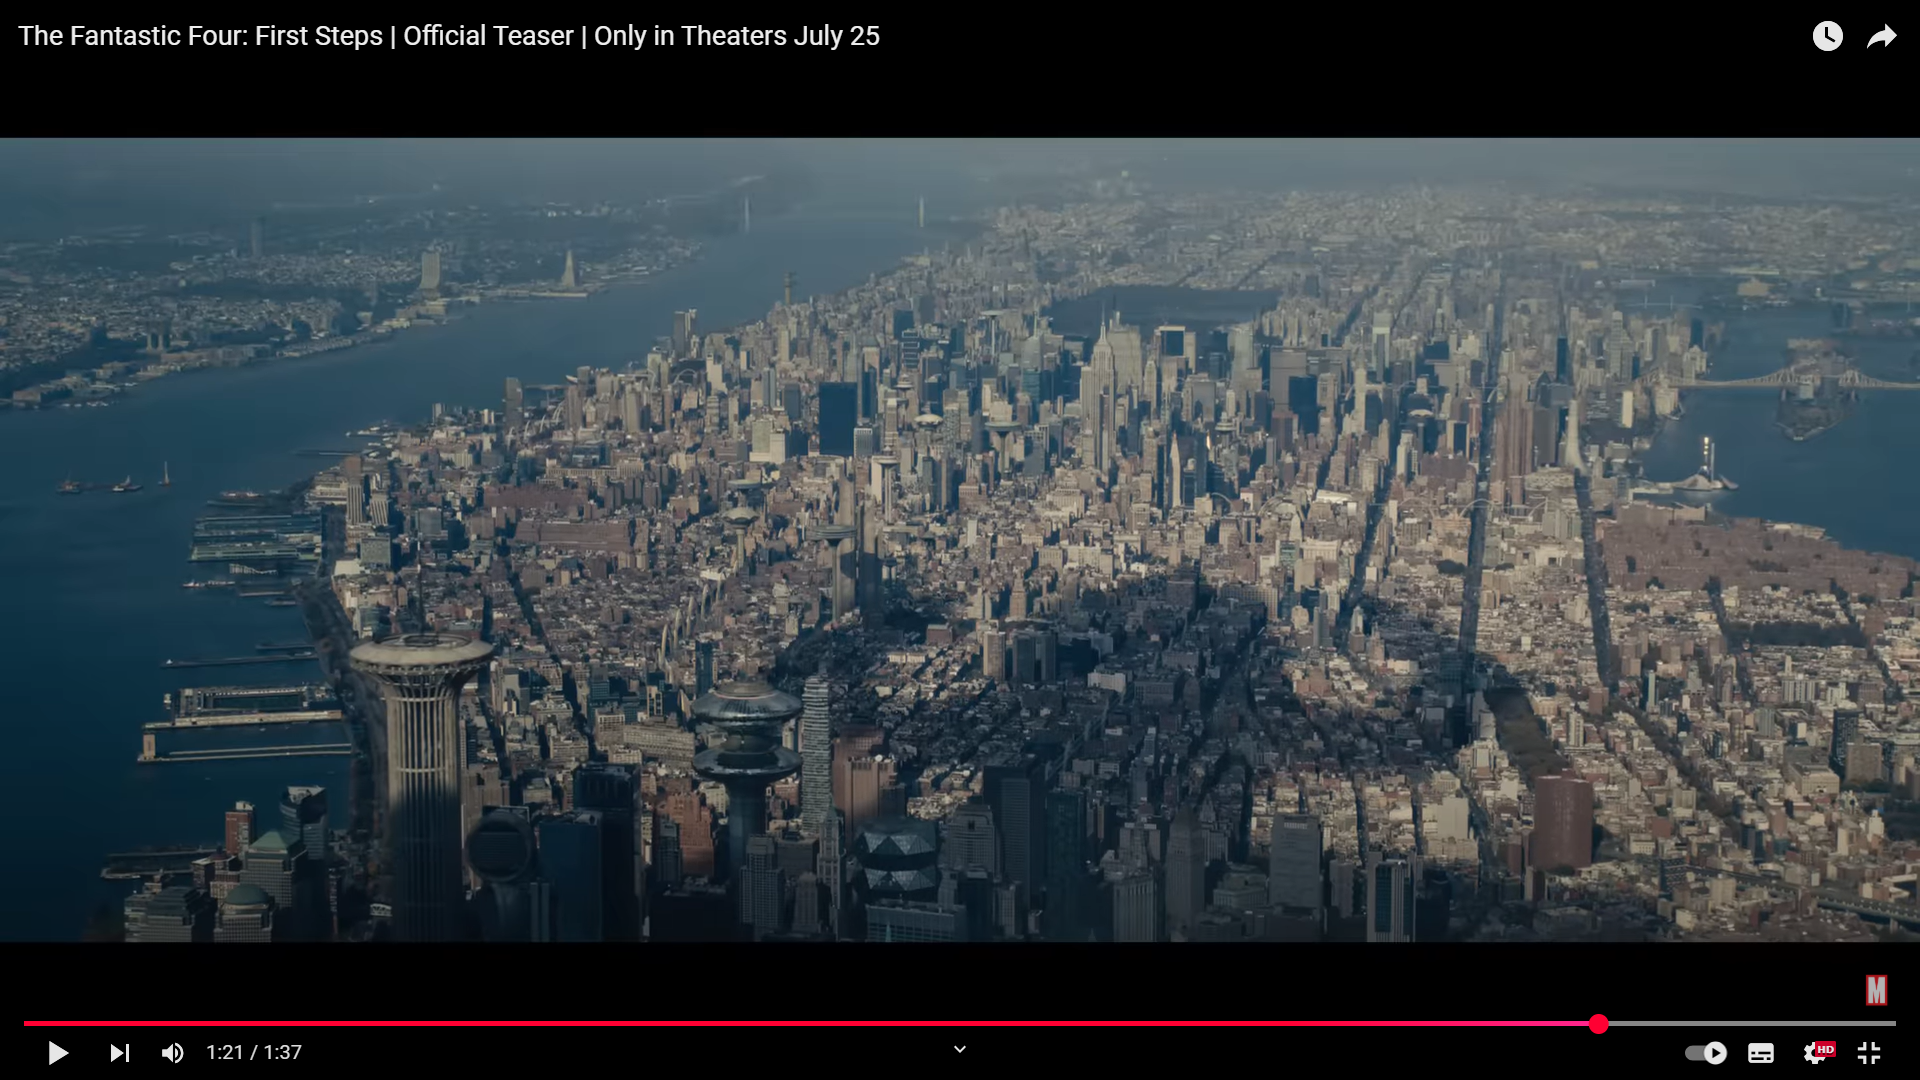 The Fantastic Four: First Steps | Official Teaser | Only in Theaters July 25
M
1:21 / 1:37
HD